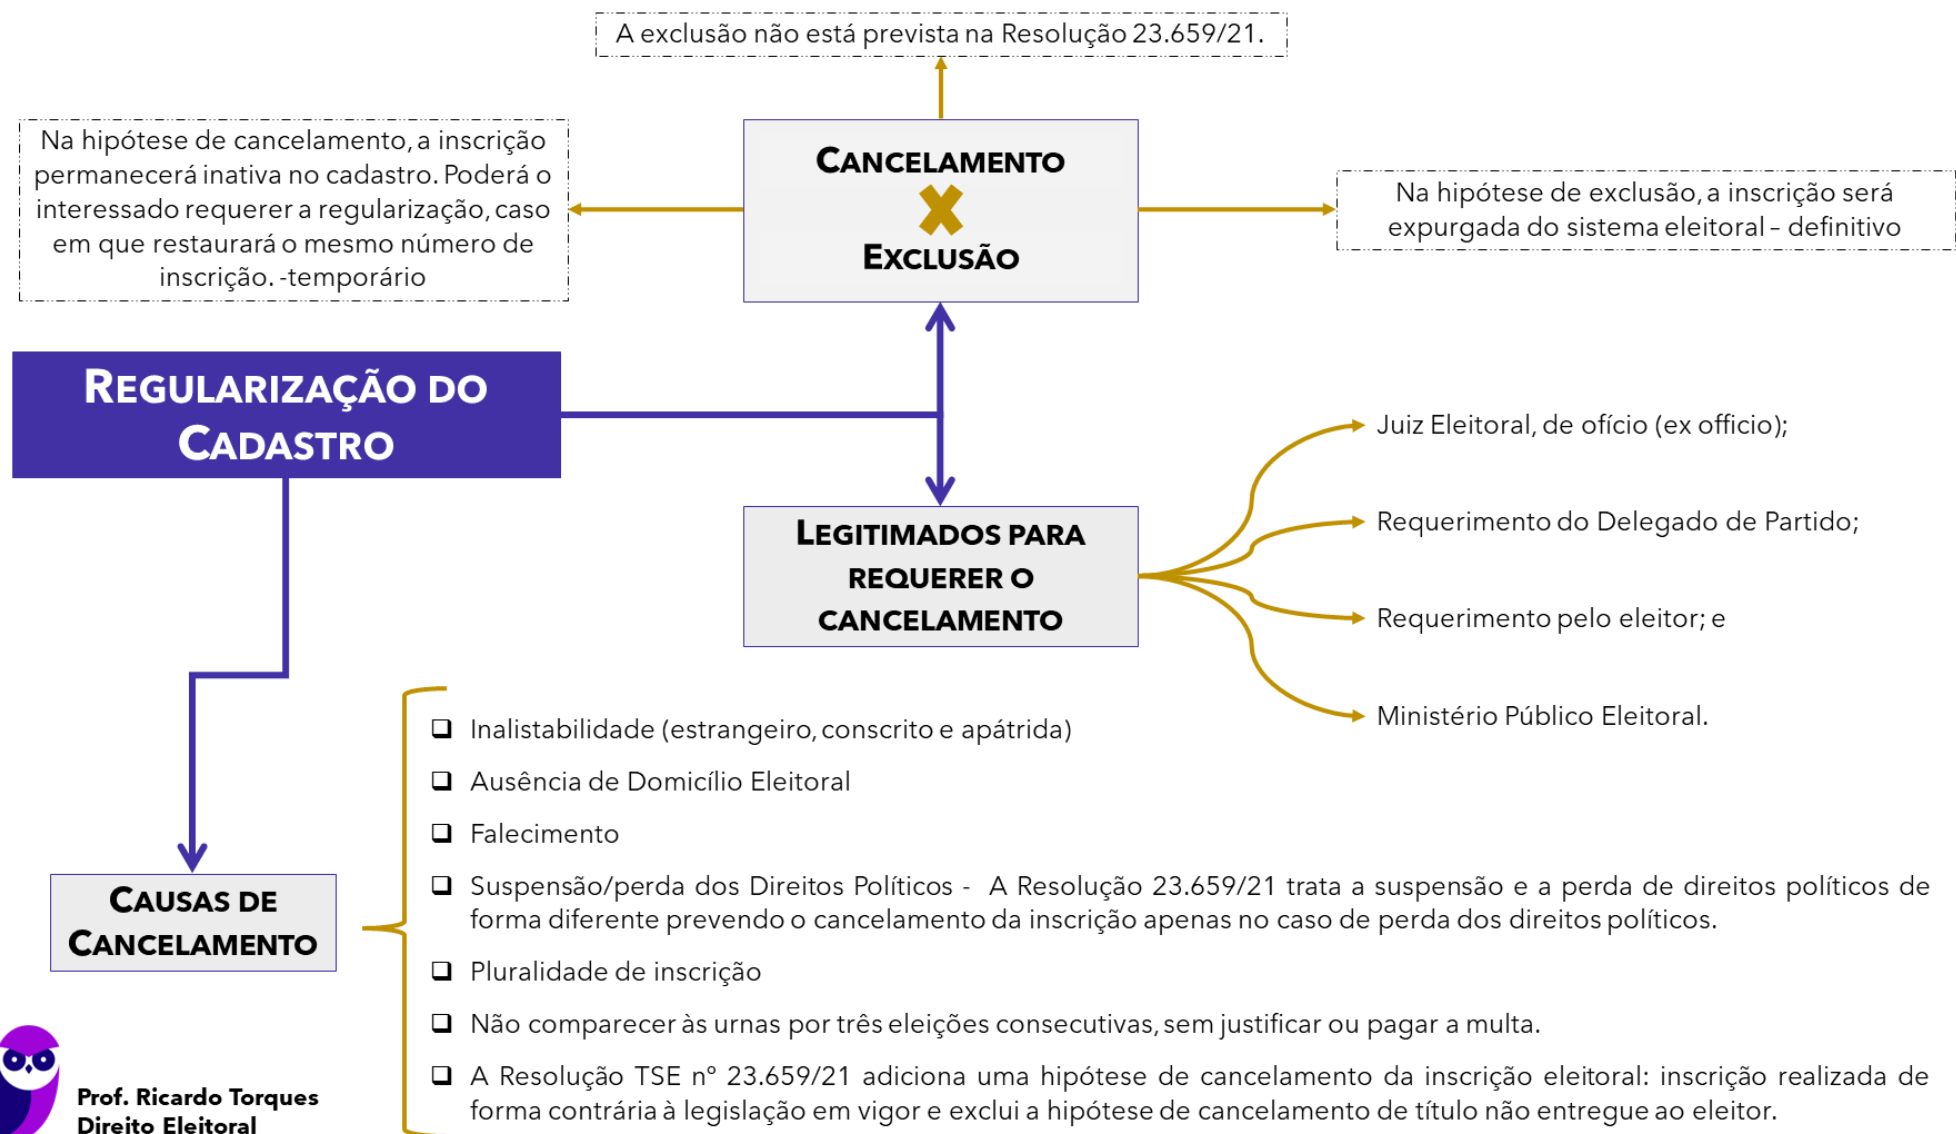 A exclusão não está prevista na Resolução 23.659/21.
Na hipótese de cancelamento, a inscrição
permanecerá inativa no cadastro. Poderá o
interessado requerer a regularização, caso
em que restaurará o mesmo número de
inscrição. -temporário
CANCELAMENTO
EXCLUSÃO
Na hipótese de exclusão, a inscrição será
expurgada do sistema eleitoral – definitivo
REGULARIZAÇÃO DO
CADASTRO
LEGITIMADOS PARA
REQUERER O
CANCELAMENTO
Juiz Eleitoral, de ofício (ex officio);
Requerimento do Delegado de Partido;
Requerimento pelo eleitor; e
Ministério Público Eleitoral.
CAUSAS DE
CANCELAMENTO
Inalistabilidade (estrangeiro, conscrito e apátrida)
Ausência de Domicílio Eleitoral
Falecimento
Suspensão/perda dos Direitos Políticos - A Resolução 23.659/21 trata a suspensão e a perda de direitos políticos de
forma diferente prevendo o cancelamento da inscrição apenas no caso de perda dos direitos políticos.
Pluralidade de inscrição
Não comparecer às urnas por três eleições consecutivas, sem justificar ou pagar a multa.
A Resolução TSE nº 23.659/21 adiciona uma hipótese de cancelamento da inscrição eleitoral: inscrição realizada de
forma contrária à legislação em vigor e exclui a hipótese de cancelamento de título não entregue ao eleitor.
Prof. Ricardo Torques
Direito Eleitoral